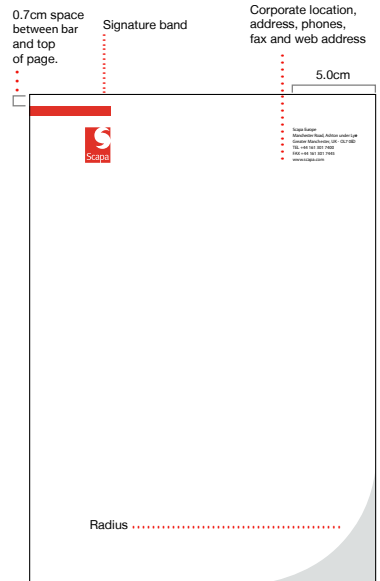 0.7cm space
between bar
and top
of page.
Signature band
Corporate location,
address, phones,
fax and web address
5.0cm
Scapa
Scapa Europe
Manchester Road, Ashton under Lyne
Greater Manchester, UK - OL7 0ED
TEL +44 161 301 7400
FAX +44 161 301 7445
www.scapa.com
Radius